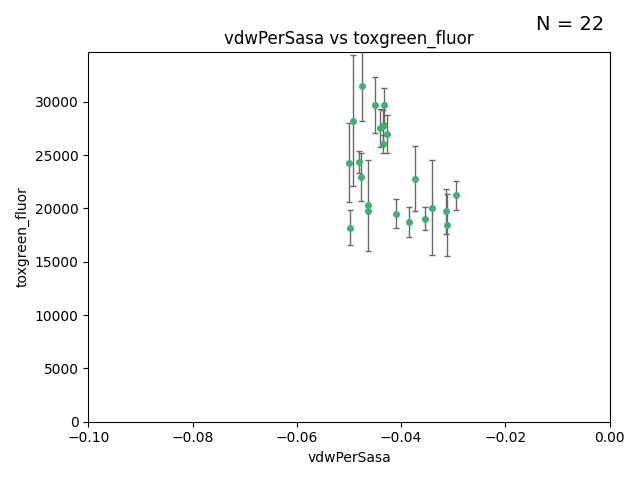 N = 22
vdwPerSasa vs toxgreen_fluor
30000
25000
20000
15000
10000
5000
0
toxgreen_fluor
−0.10 −0.08 −0.06 −0.04 −0.02 0.00
vdwPerSasa